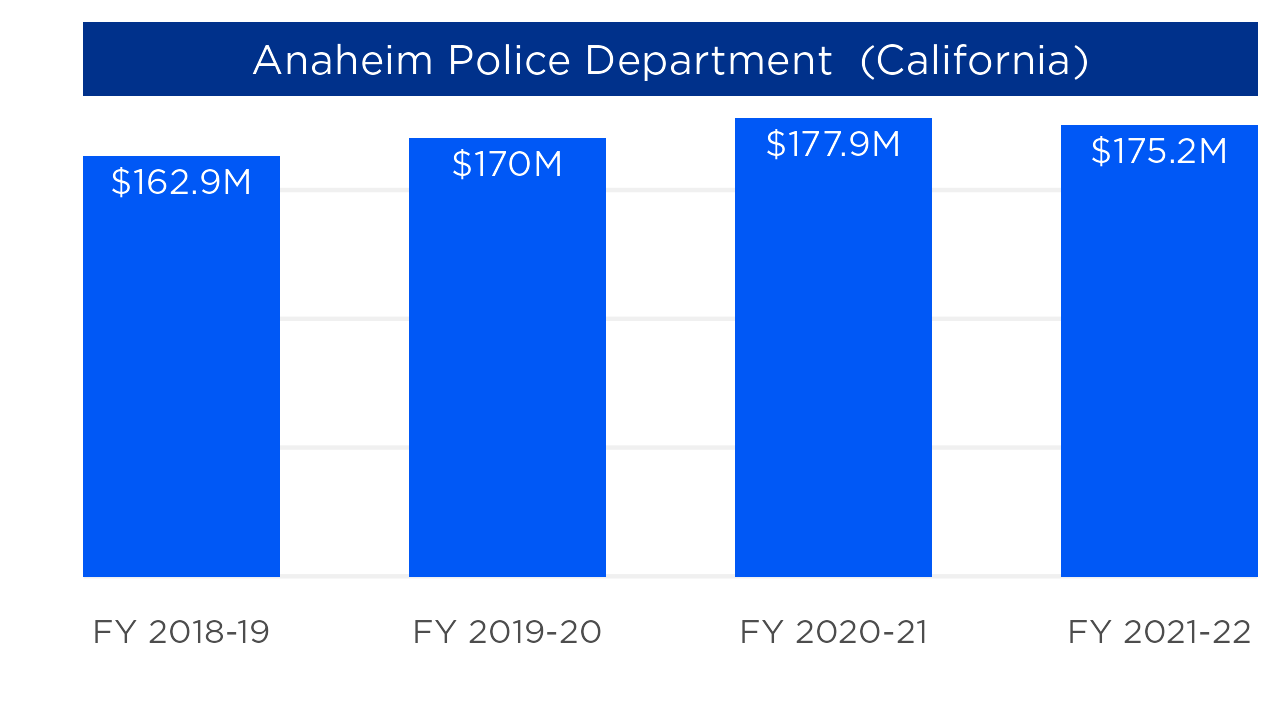 Anaheim Police Department (California)
$162.9M
$170M
$177.9M
$175.2M
FY 2018-19
FY 2019-20
FY 2020-21
FY 2021-22